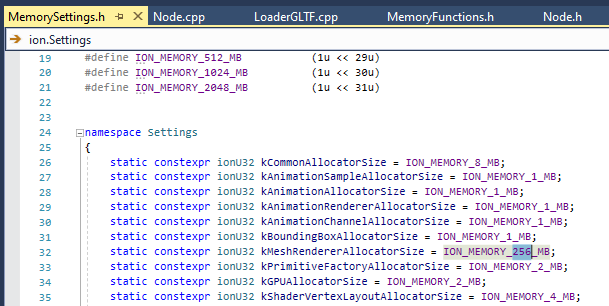 MemorySettings.h Node.cpp LoaderGLTF.cpp MemoryFunctions.h Node.h
ion.Settings
19 #define ION_MEMORY_512_MB (1u << 29u)
20 #define ION_MEMORY_1024_MB (1u << 30u)
21 #define ION_MEMORY_2048_MB (1u << 31u)
22
23
24 namespace Settings
25 {
26 static constexpr ionU32 kCommonAllocatorSize = ION_MEMORY_8_MB;
27 static constexpr ionU32 kAnimationSampleAllocatorSize = ION_MEMORY_1_MB;
28 static constexpr ionU32 kAnimationAllocatorSize = ION_MEMORY_1_MB;
29 static constexpr ionU32 kAnimationRendererAllocatorSize = ION_MEMORY_1_MB;
30 static constexpr ionU32 kAnimationChannelAllocatorSize = ION_MEMORY_1_MB;
31 static constexpr ionU32 kBoundingBoxAllocatorSize = ION_MEMORY_1_MB;
32 static constexpr ionU32 kMeshRendererAllocatorSize = ION_MEMORY_256_MB;
33 static constexpr ionU32 kPrimitiveFactoryAllocatorSize = ION_MEMORY_2_MB;
34 static constexpr ionU32 kGPUAllocatorSize = ION_MEMORY_2_MB;
35 static constexpr ionU32 kShaderVertexLayoutAllocatorSize = ION_MEMORY_4_MB;